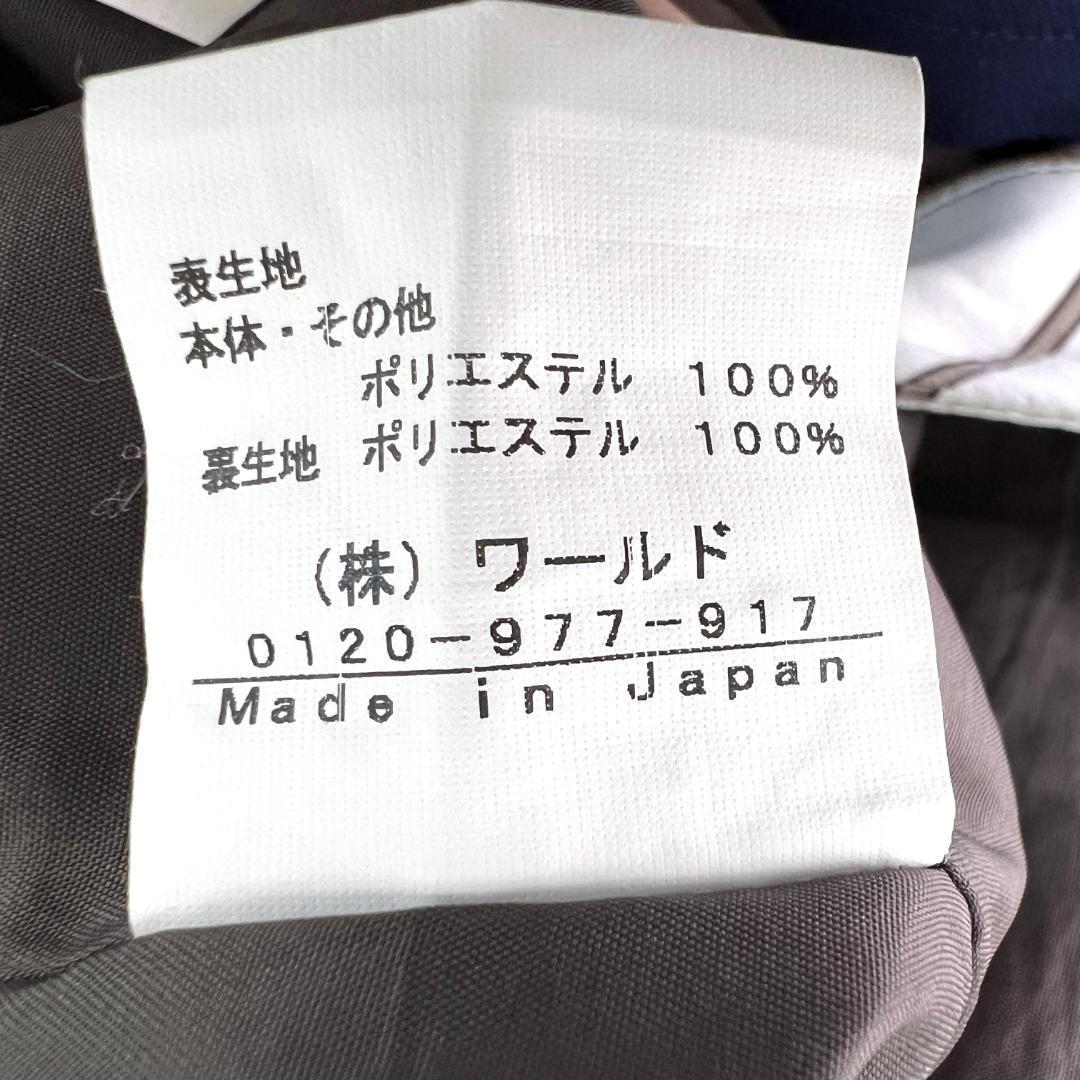 表生地
本体・その他
ポリエステル 100%
裏生地 ポリエステル 100%
(株) ワールド
0120-977-917
Made in Japan